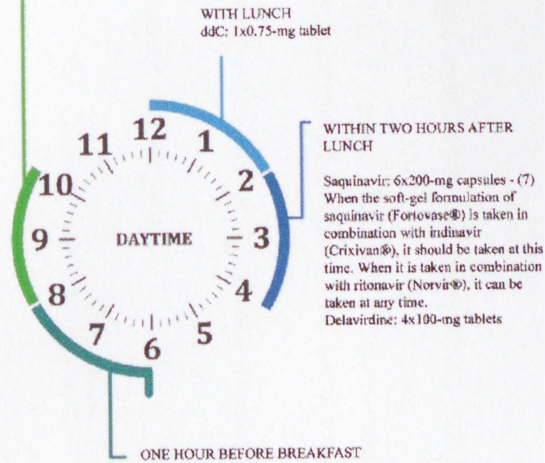 WITH LUNCH
ddC: 1x0.75-mg tablet
WITHIN TWO HOURS AFTER
LUNCH
Saquinavir: 6x200-mg capsules - (7)
When the soft-gel formulation of
saquinavir (Fortovase®) is taken in
combination with indinavir
(Crixivan®), it should be taken at this
time. When it is taken in combination
with ritonavir (Norvir®), it can be
taken at any time.
Delavirdine: 4x100-mg tablets
12
1
2
3
4
5
6
7
8
9
10
11
DAYTIME
ONE HOUR BEFORE BREAKFAST